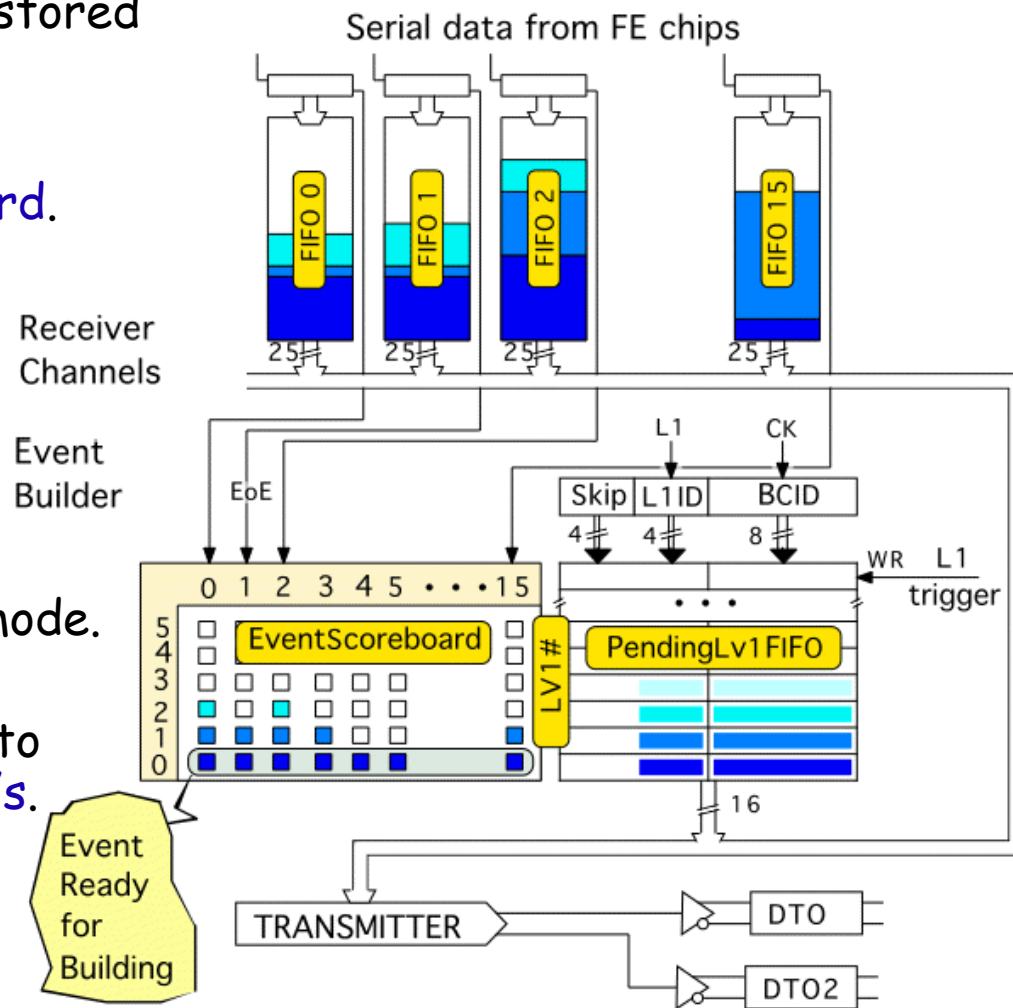 stored
Serial data from FE chips
rd.
FIFO 0
FIFO 1
FIFO 2
FIFO 15
Receiver
Channels
25
25
25
25
Event
Builder
L1
CK
EoE
Skip
L1ID
BCID
4
4
8
WR
L1
trigger
0 1 2 3 4 5 • • • 15
• • •
node.
5
4
3
2
1
0
EventScoreboard
LV1#
PendingLv1FIFO
to
's.
16
Event
Ready
for
Building
TRANSMITTER
DTO
DTO2